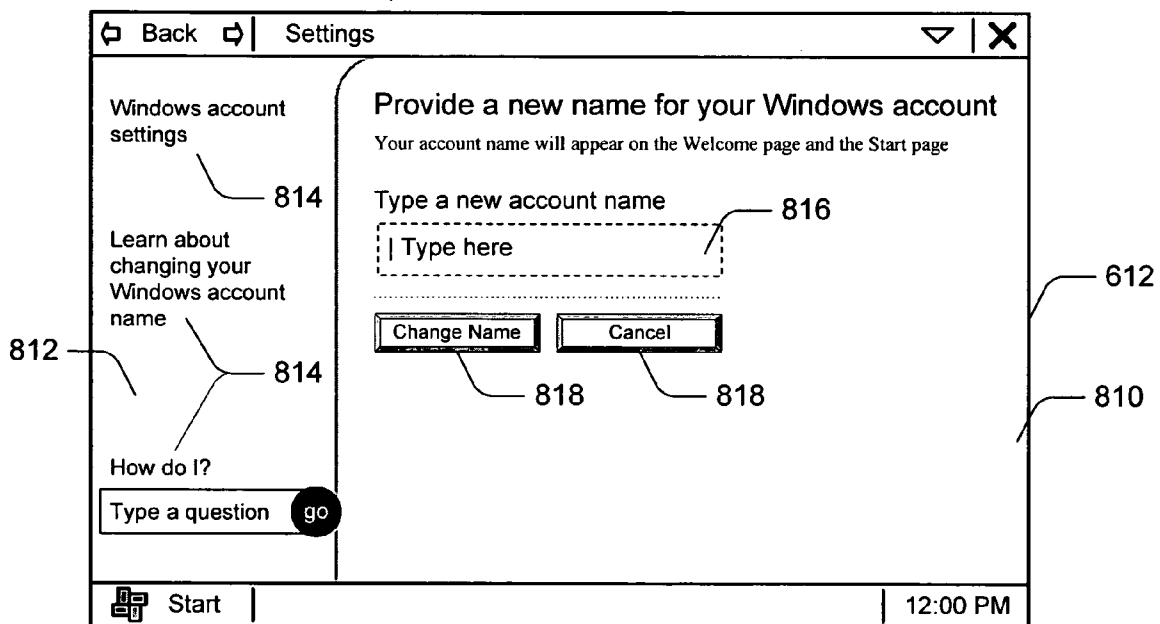 Back Settings
Windows account
settings
814
Learn about
changing your
Windows account
name
812
814
How do I?
Type a question go
Provide a new name for your Windows account
Your account name will appear on the Welcome page and the Start page
Type a new account name
816
| Type here
612
Change Name Cancel
818 818
810
Start 12:00 PM